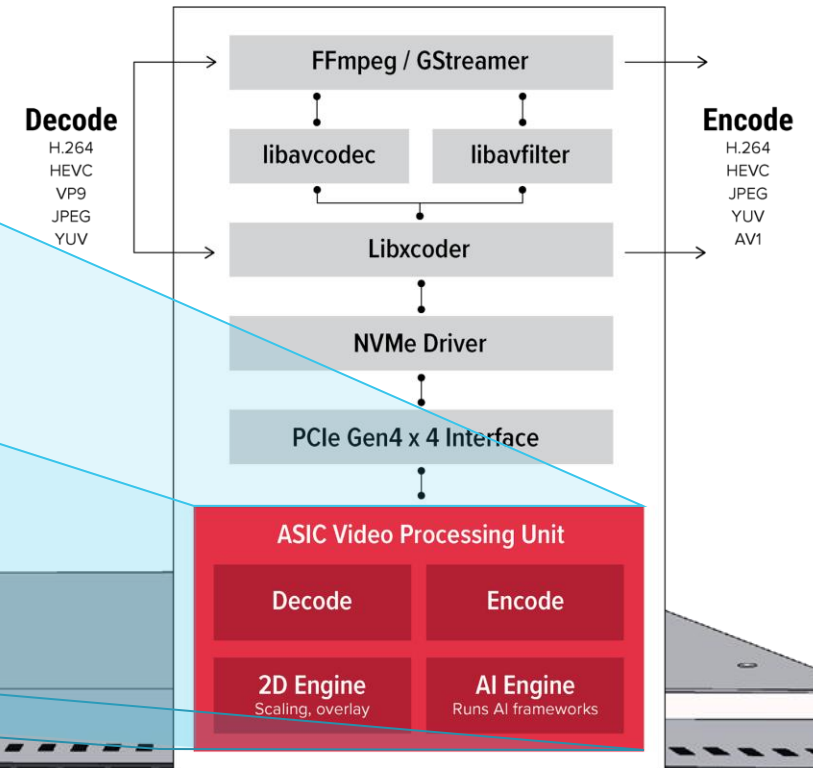 FFmpeg / GStreamer
Decode
H.264
HEVC
VP9
JPEG
YUV
libavcodec
libavfilter
Encode
H.264
HEVC
JPEG
YUV
AV1
Libxcoder
NVMe Driver
PCIe Gen4 x 4 Interface
ASIC Video Processing Unit
Decode
Encode
2D Engine
Scaling, overlay
AI Engine
Runs AI frameworks